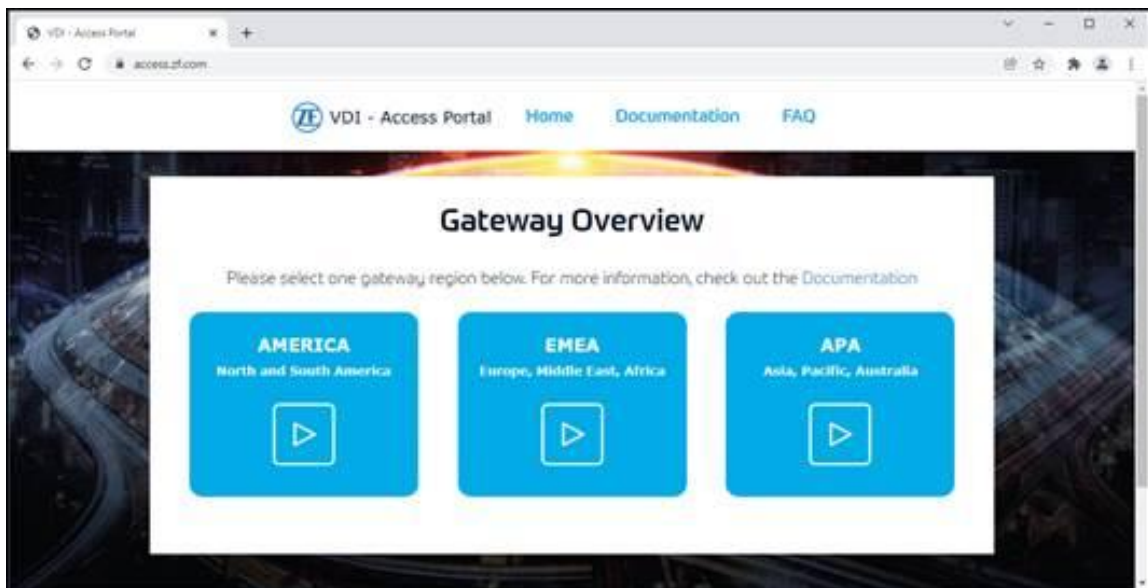 VDI - Access Portal
access.zf.com
ZF VDI - Access Portal Home Documentation FAQ
Gateway Overview
Please select one gateway region below. For more information, check out the Documentation
AMERICA
North and South America
EMEA
Europe, Middle East, Africa
APA
Asia, Pacific, Australia